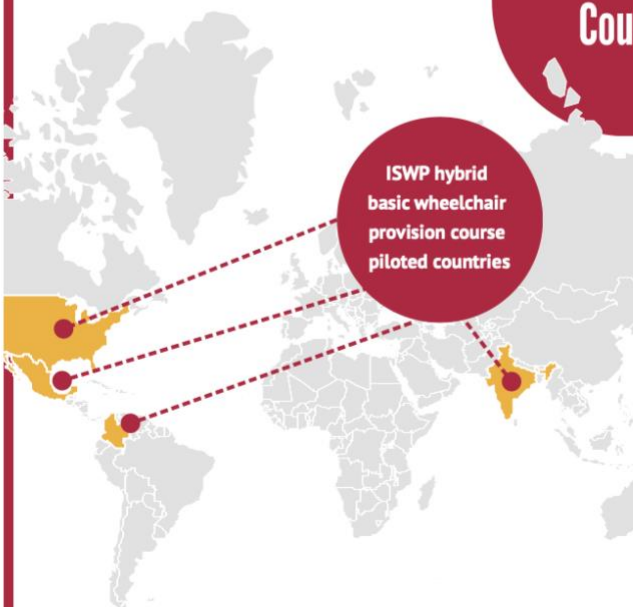 Cou
ISWP hybrid
basic wheelchair
provision course
piloted countries